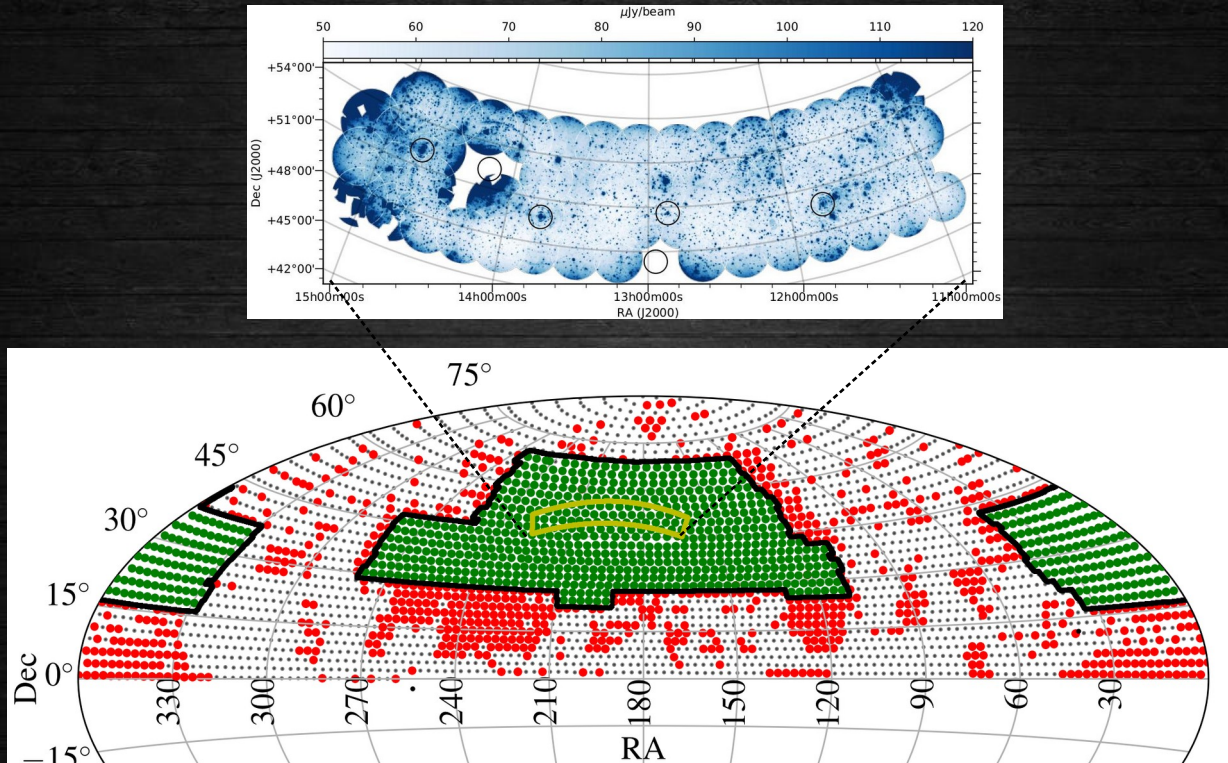 μJy/beam
50 60 70 80 90 100 110 120
+54°00'
+51°00'
+48°00'
+45°00'
+42°00'
Dec (J2000)
15h00m00s 14h00m00s 13h00m00s 12h00m00s 11h00m00s
RA (J2000)
75°
60°
45°
30°
15°
0°
−15°
Dec
330 300 270 240 210 180 150 120 90 60 30
RA